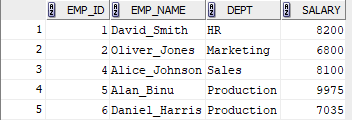 EMP_ID EMP_NAME DEPT SALARY
1 1 David_Smith HR 8200
2 2 Oliver_Jones Marketing 6800
3 4 Alice_Johnson Sales 8100
4 5 Alan_Binu Production 9975
5 6 Daniel_Harris Production 7035